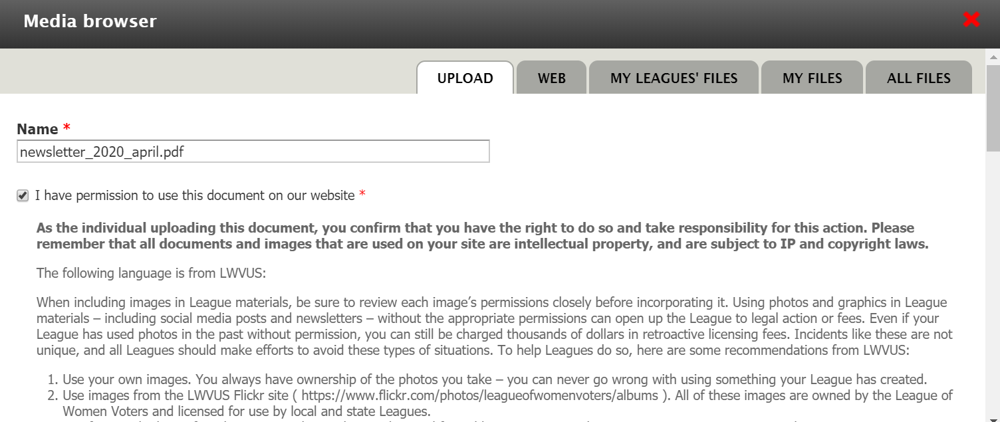 Media browser
UPLOAD
WEB
MY LEAGUES' FILES
MY FILES
ALL FILES
Name *
newsletter_2020_april.pdf
I have permission to use this document on our website *
As the individual uploading this document, you confirm that you have the right to do so and take responsibility for this action. Please
remember that all documents and images that are used on your site are intellectual property, and are subject to IP and copyright laws.
The following language is from LWVUS:
When including images in League materials, be sure to review each image’s permissions closely before incorporating it. Using photos and graphics in League
materials – including social media posts and newsletters – without the appropriate permissions can open up the League to legal action or fees. Even if your
League has used photos in the past without permission, you can still be charged thousands of dollars in retroactive licensing fees. Incidents like these are not
unique, and all Leagues should make efforts to avoid these types of situations. To help Leagues do so, here are some recommendations from LWVUS:
1. Use your own images. You always have ownership of the photos you take – you can never go wrong with using something your League has created.
2. Use images from the LWVUS Flickr site ( https://www.flickr.com/photos/leagueofwomenvoters/albums ). All of these images are owned by the League of
Women Voters and licensed for use by local and state Leagues.